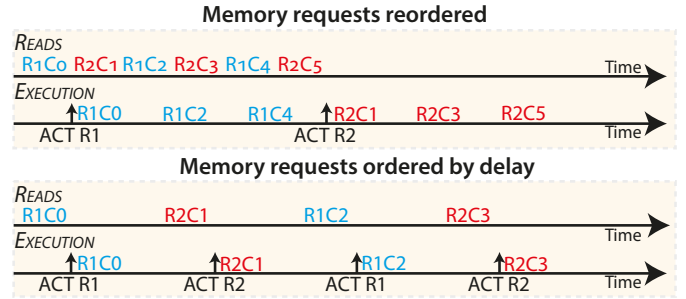 Memory requests reordered
READS
R1C0 R2C1 R1C2 R2C3 R1C4 R2C5
Time
EXECUTION
R1C0 R1C2 R1C4 R2C1 R2C3 R2C5
Time
ACT R1 ACT R2
Memory requests ordered by delay
READS
R1C0 R2C1 R1C2 R2C3
Time
EXECUTION
R1C0 R2C1 R1C2 R2C3
ACT R1 ACT R2 ACT R1 ACT R2 Time